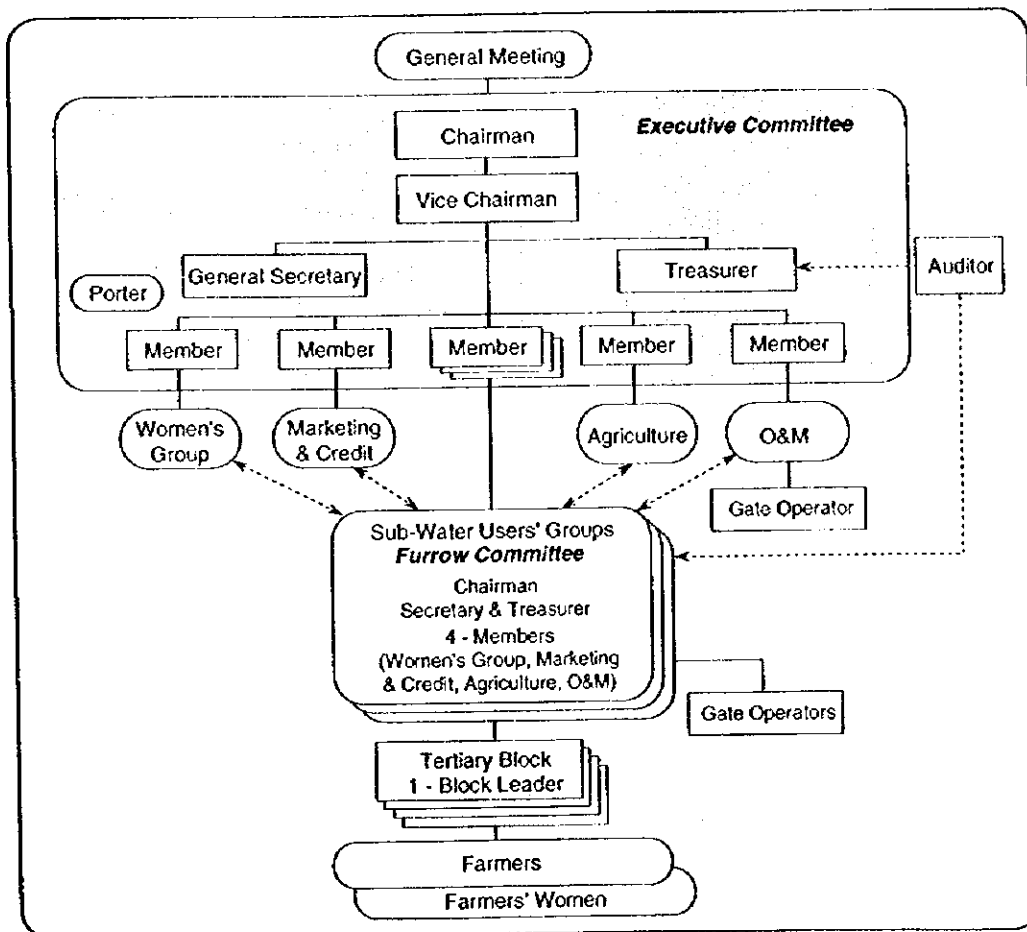 General Meeting
Executive Committee
Chairman
Vice Chairman
General Secretary
Treasurer
Auditor
Porter
Member
Member
Member
Member
Member
Women's
Group
Marketing
& Credit
Agriculture
O&M
Gate Operator
Sub-Water Users' Groups
Furrow Committee
Chairman
Secretary & Treasurer
4 - Members
(Women's Group, Marketing
& Credit, Agriculture, O&M)
Gate Operators
Tertiary Block
1 - Block Leader
Farmers
Farmers' Women